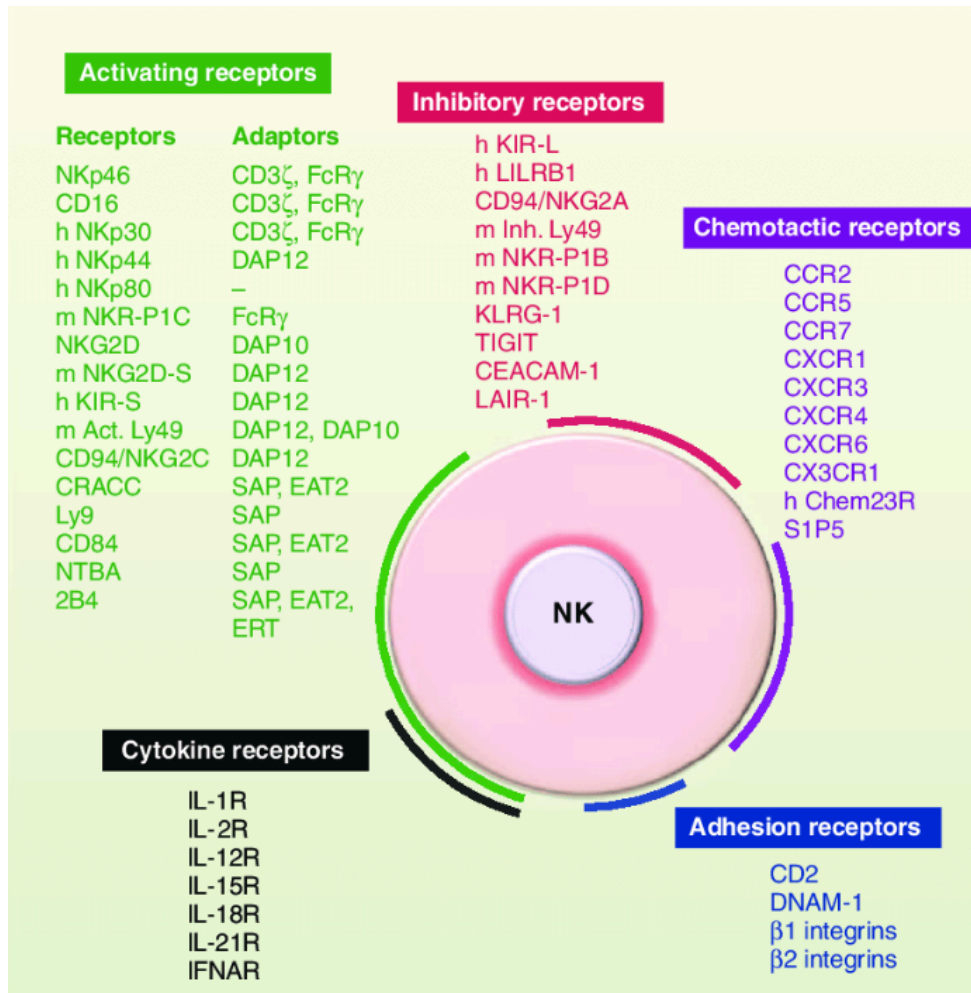 Activating receptors
Receptors Adaptors
NKp46 CD3ζ, FcRγ
CD16 CD3ζ, FcRγ
h NKp30 CD3ζ, FcRγ
h NKp44 DAP12
h NKp80 –
m NKR-P1C FcRγ
NKG2D DAP10
m NKG2D-S DAP12
h KIR-S DAP12
m Act. Ly49 DAP12, DAP10
CD94/NKG2C DAP12
CRACC SAP, EAT2
Ly9 SAP
CD84 SAP, EAT2
NTBA SAP
2B4 SAP, EAT2,
ERT
Inhibitory receptors
h KIR-L
h LILRB1
CD94/NKG2A
m Inh. Ly49
m NKR-P1B
m NKR-P1D
KLRG-1
TIGIT
CEACAM-1
LAIR-1
Chemotactic receptors
CCR2
CCR5
CCR7
CXCR1
CXCR3
CXCR4
CXCR6
CX3CR1
h Chem23R
S1P5
NK
Cytokine receptors
IL-1R
IL-2R
IL-12R
IL-15R
IL-18R
IL-21R
IFNAR
Adhesion receptors
CD2
DNAM-1
β1 integrins
β2 integrins